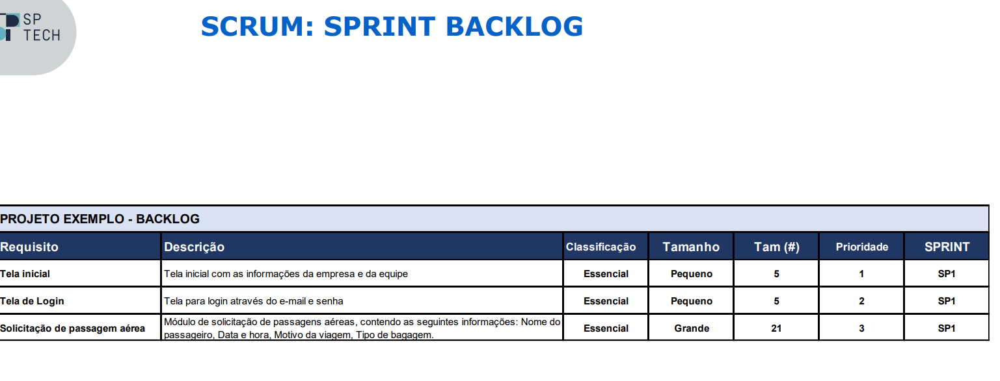 SP
TECH
SCRUM: SPRINT BACKLOG
PROJETO EXEMPLO - BACKLOG
Requisito Descrição Classificação Tamanho Tam (#) Prioridade SPRINT
Tela inicial Tela inicial com as informações da empresa e da equipe Essencial Pequeno 5 1 SP1
Tela de Login Tela para login através do e-mail e senha Essencial Pequeno 5 2 SP1
Solicitação de passagem aérea Módulo de solicitação de passagens aéreas, contendo as seguintes informações: Nome do
passageiro, Data e hora, Motivo da viagem, Tipo de bagagem. Essencial Grande 21 3 SP1